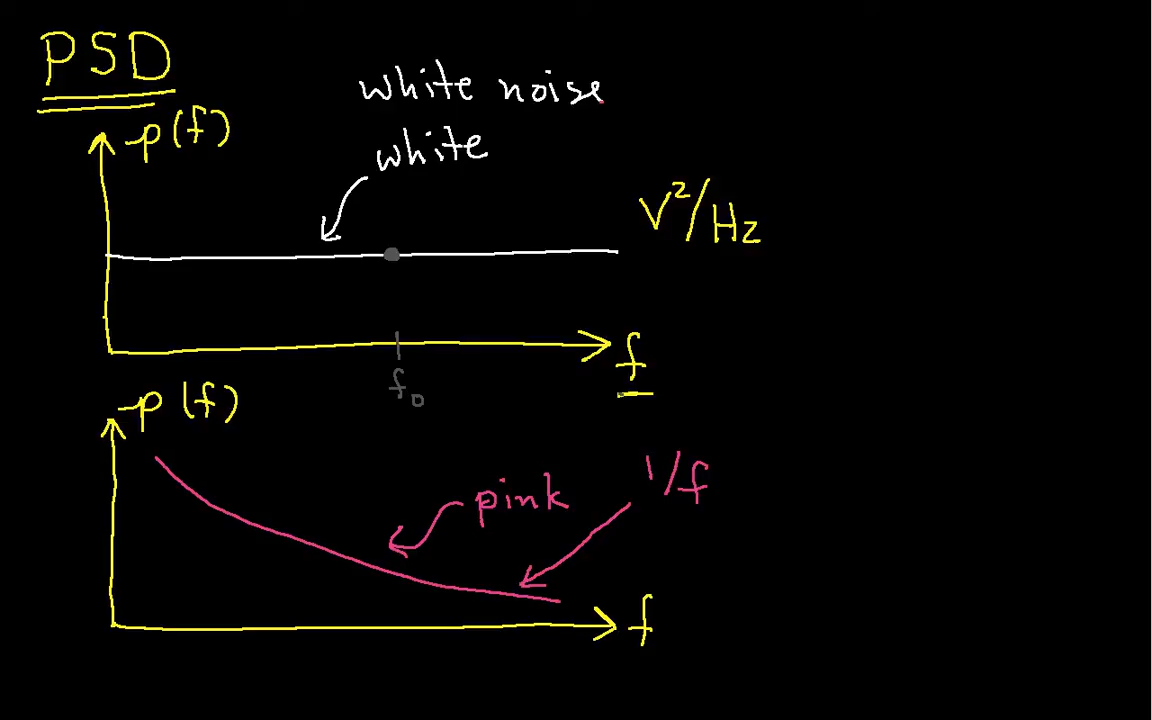 PSD
p(f)
white noise
white
V²/Hz
f
f₀
p(f)
pink
1/f
f